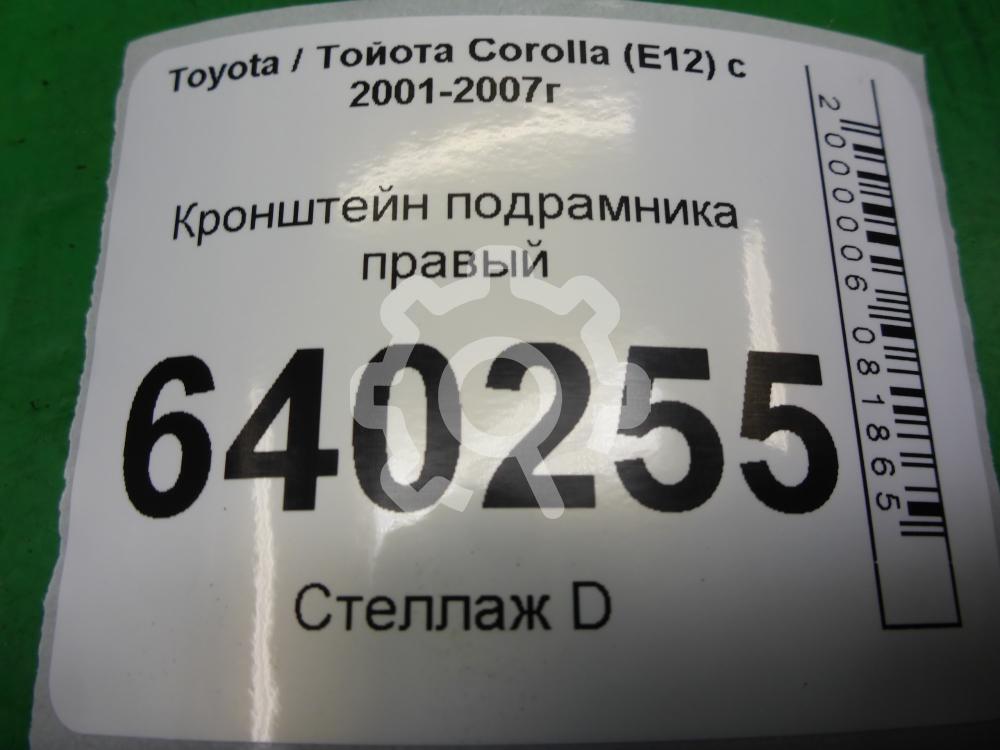 Toyota / Тойота Corolla (E12) с
2001-2007г
Кронштейн подрамника
правый
640255
Стеллаж D
2000006081865